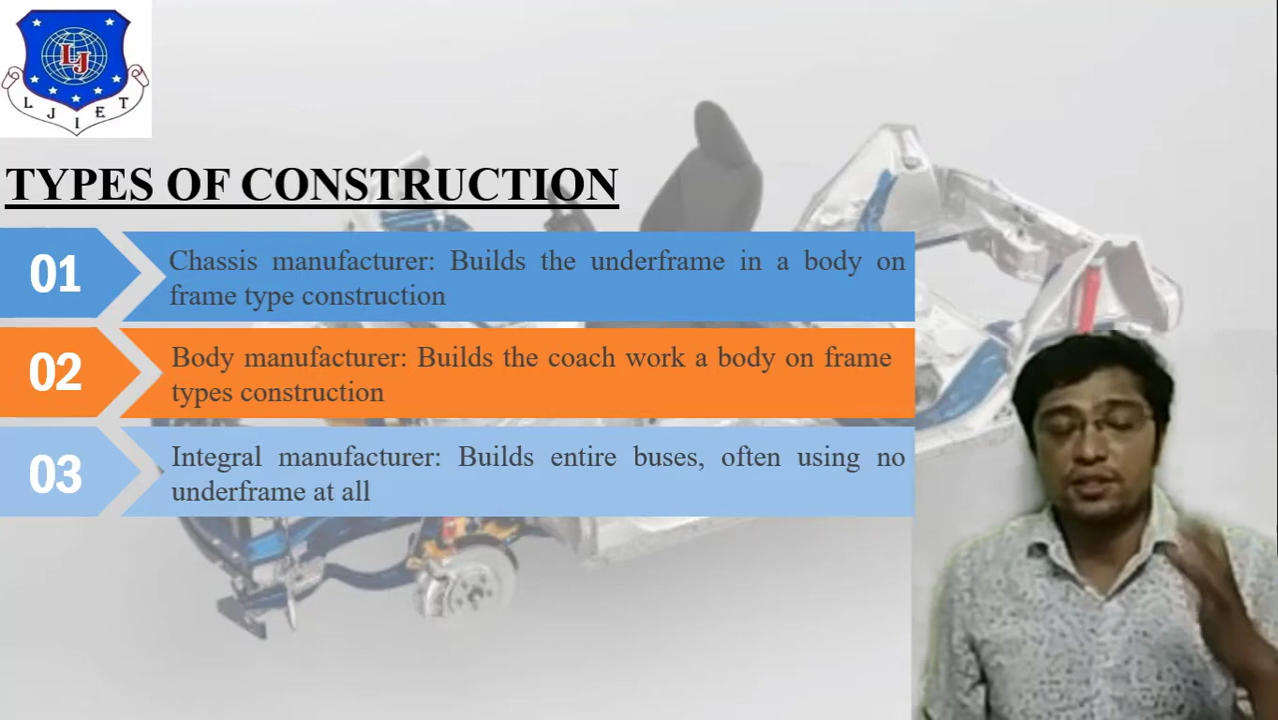 LJ
LJIET
TYPES OF CONSTRUCTION
01
Chassis manufacturer: Builds the underframe in a body on
frame type construction
02
Body manufacturer: Builds the coach work a body on frame
types construction
03
Integral manufacturer: Builds entire buses, often using no
underframe at all